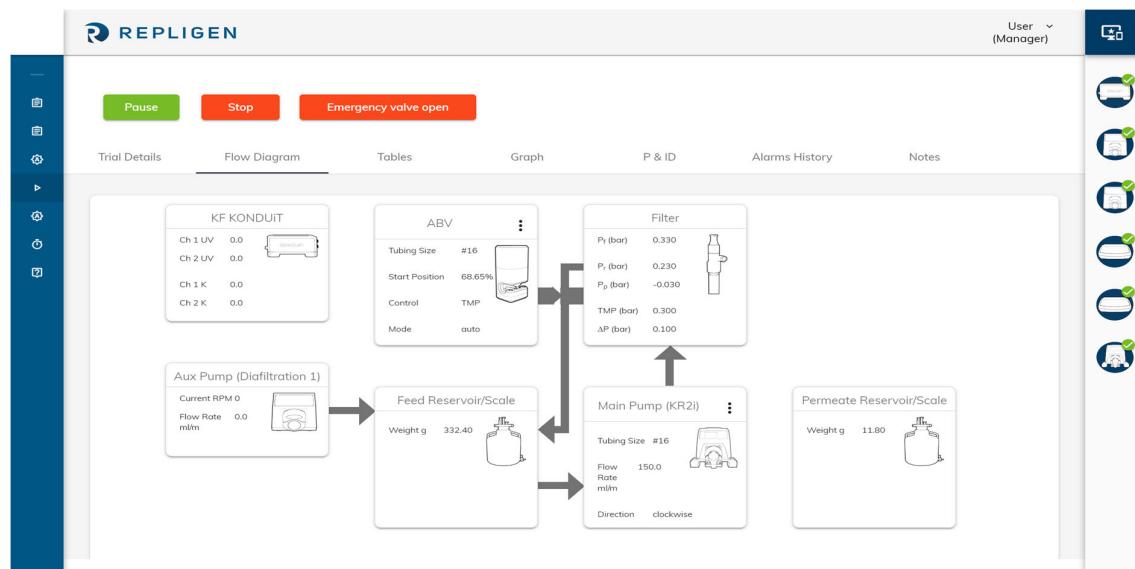 REPLIGEN
User
(Manager)
Pause
Stop
Emergency valve open
Trial Details
Flow Diagram
Tables
Graph
P & ID
Alarms History
Notes
KF KONDUiT
Ch 1 UV 0.0
Ch 2 UV 0.0
Ch 1 K 0.0
Ch 2 K 0.0
ABV
Tubing Size #16
Start Position 68.65%
Control TMP
Mode auto
Filter
Pf (bar) 0.330
Pr (bar) 0.230
Pp (bar) -0.030
TMP (bar) 0.300
ΔP (bar) 0.100
Aux Pump (Diafiltration 1)
Current RPM 0
Flow Rate 0.0
ml/m
Feed Reservoir/Scale
Weight g 332.40
Main Pump (KR2i)
Tubing Size #16
Flow 150.0
Rate
ml/m
Direction clockwise
Permeate Reservoir/Scale
Weight g 11.80